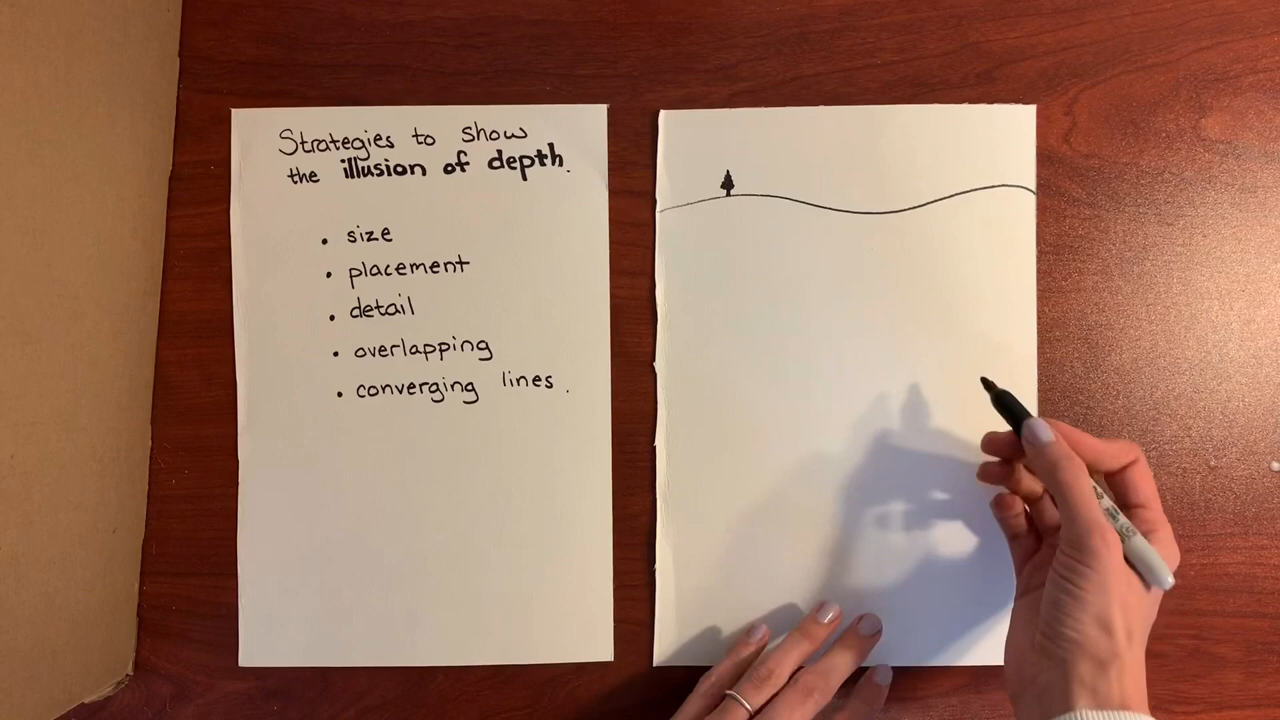 Strategies to show
the illusion of depth.
• size
• placement
• detail
• overlapping
• converging lines.